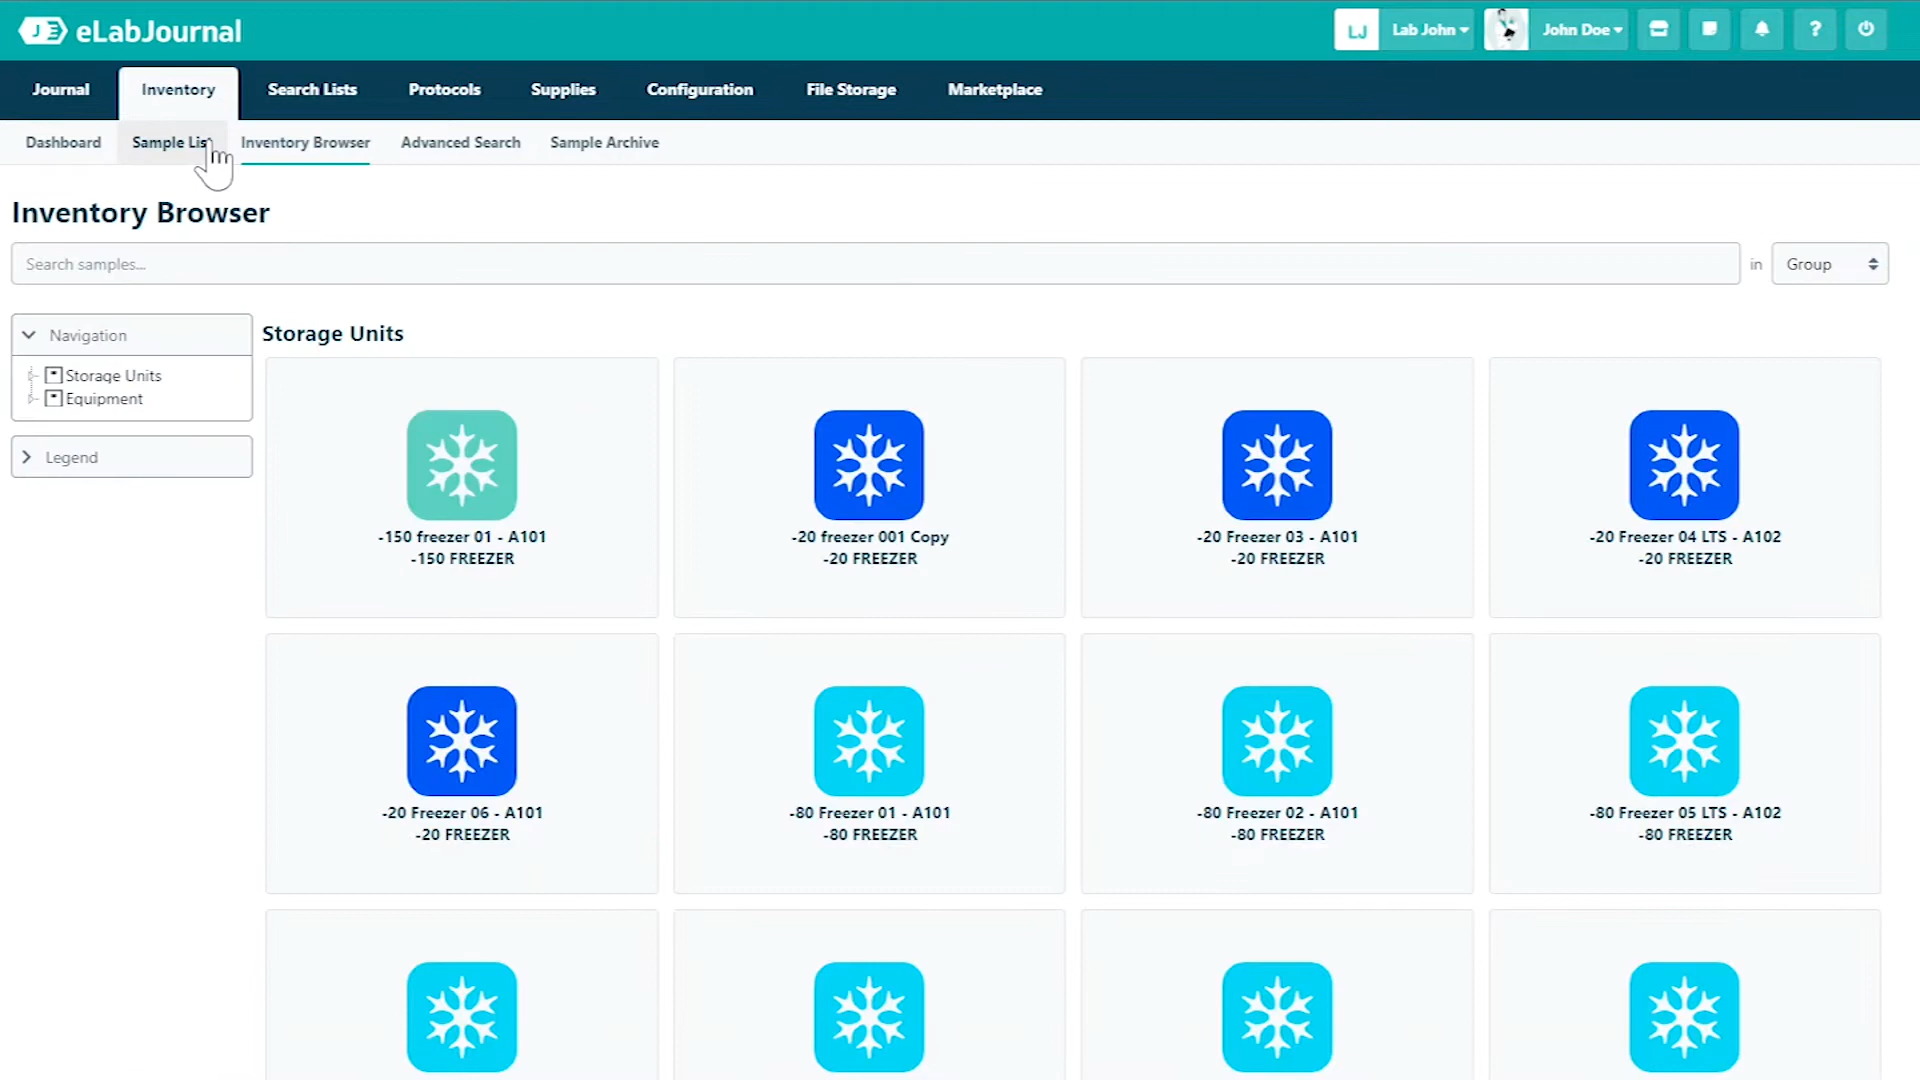 eLabJournal
LJ
Lab John
John Doe
?
Journal
Inventory
Search Lists
Protocols
Supplies
Configuration
File Storage
Marketplace
Dashboard
Sample List
Inventory Browser
Advanced Search
Sample Archive
Inventory Browser
Search samples...
in
Group
Navigation
Storage Units
Equipment
Legend
Storage Units
-150 freezer 01 - A101
-150 FREEZER
-20 freezer 001 Copy
-20 FREEZER
-20 Freezer 03 - A101
-20 FREEZER
-20 Freezer 04 LTS - A102
-20 FREEZER
-20 Freezer 06 - A101
-20 FREEZER
-80 Freezer 01 - A101
-80 FREEZER
-80 Freezer 02 - A101
-80 FREEZER
-80 Freezer 05 LTS - A102
-80 FREEZER